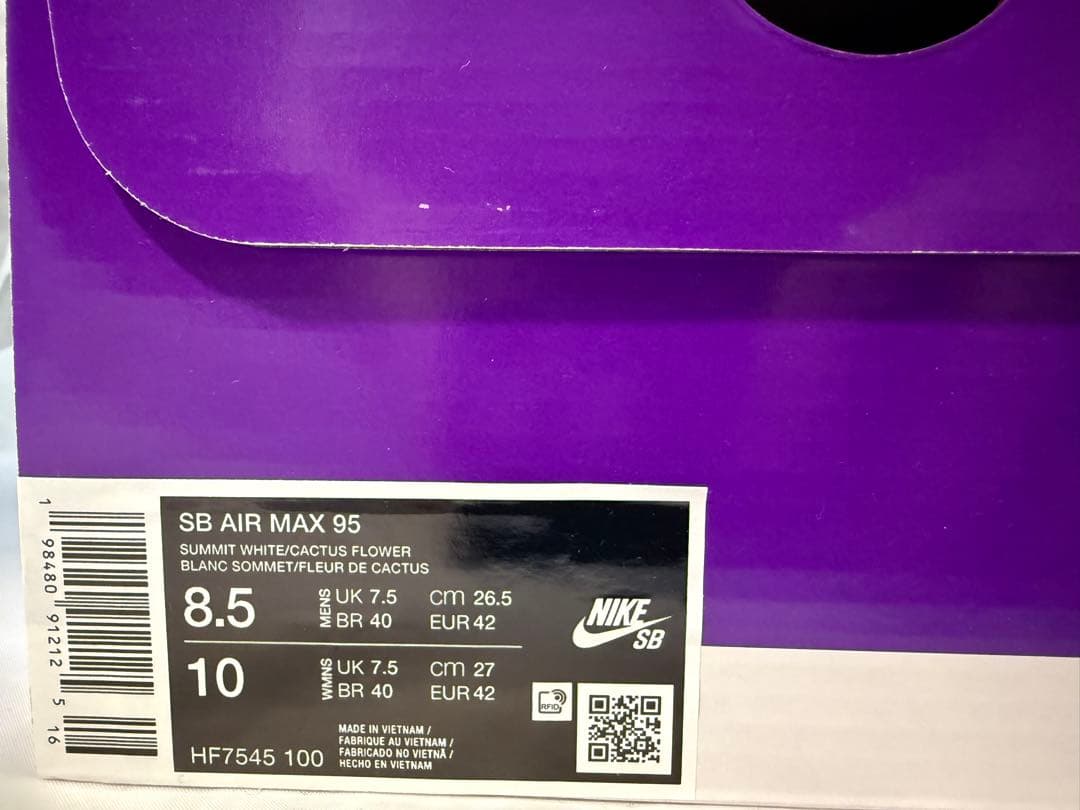 SB AIR MAX 95
SUMMIT WHITE/CACTUS FLOWER
BLANC SOMMET/FLEUR DE CACTUS
8.5 MENS UK 7.5 cm 26.5
BR 40 EUR 42
10 WMNS UK 7.5 cm 27
BR 40 EUR 42
NIKE
SB
RFID
MADE IN VIETNAM /
FABRIQUE AU VIETNAM /
FABRICADO NO VIETNÃ /
HECHO EN VIETNAM
HF7545 100
1 98480 91212 5 16